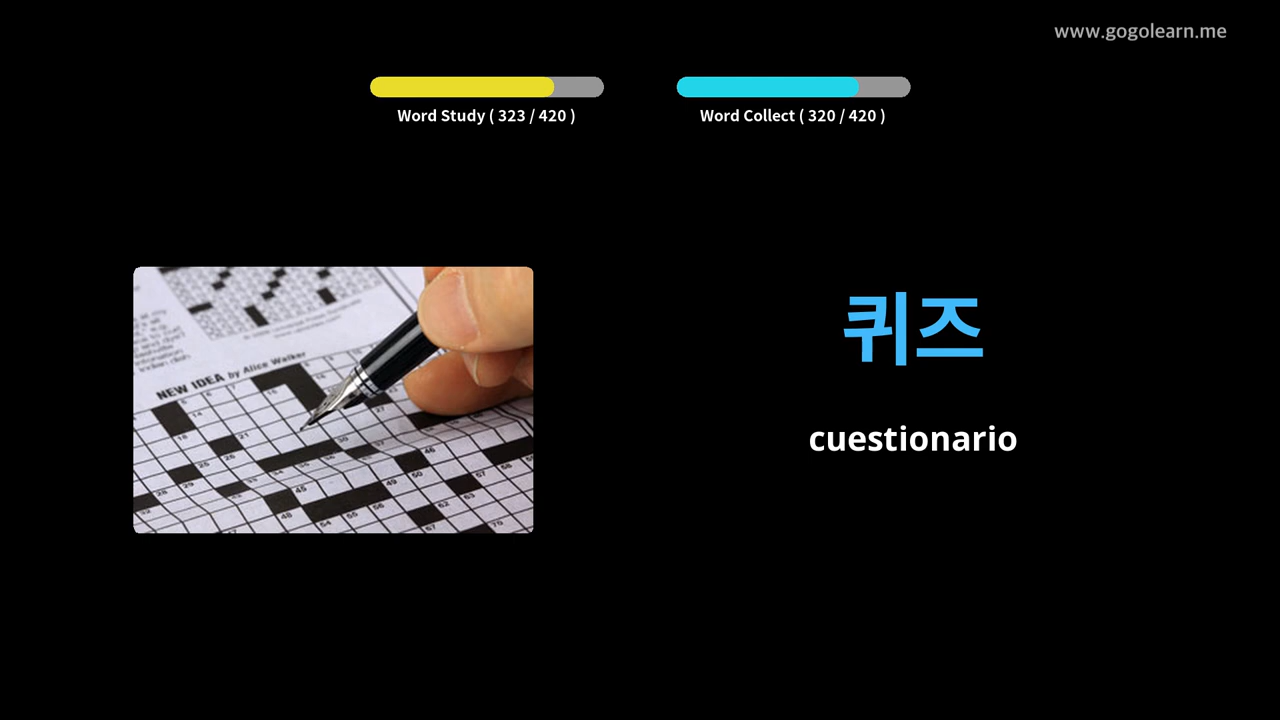 www.gogolearn.me
Word Study ( 323 / 420 )
Word Collect ( 320 / 420 )
퀴즈
cuestionario
NEW IDEA by Alice Walker